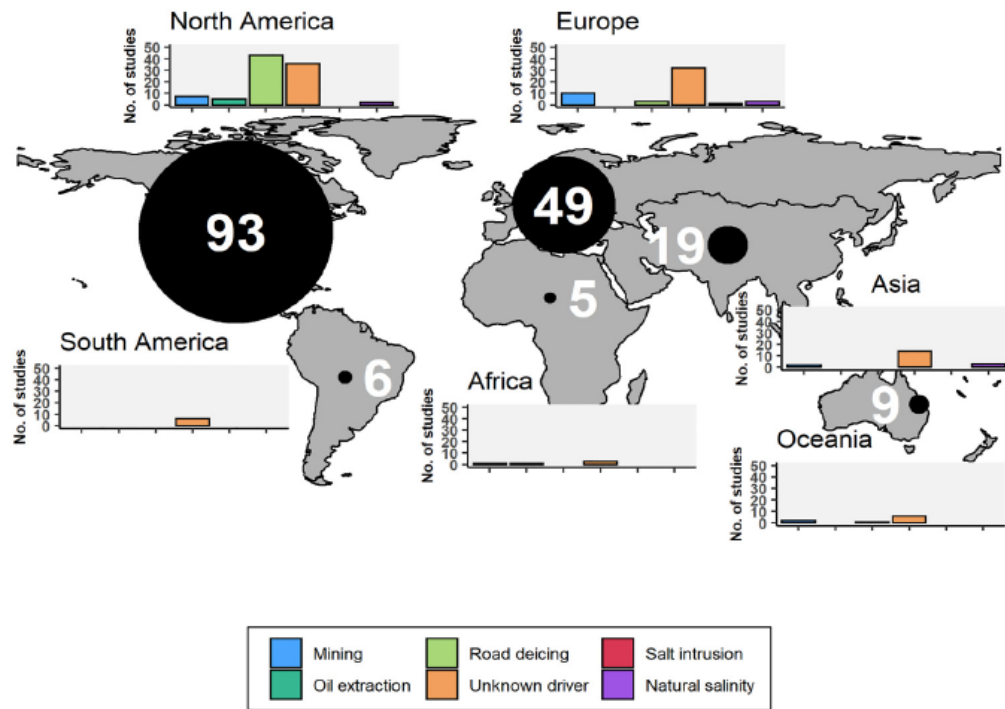 North America
Europe
No. of studies
50
40
30
20
10
0
No. of studies
50
40
30
20
10
0
93
49
19
5
Asia
No. of studies
50
40
30
20
10
0
South America
No. of studies
50
40
30
20
10
0
6
Africa
No. of studies
50
40
30
20
10
0
9
Oceania
No. of studies
50
40
30
20
10
0
Mining
Road deicing
Salt intrusion
Oil extraction
Unknown driver
Natural salinity